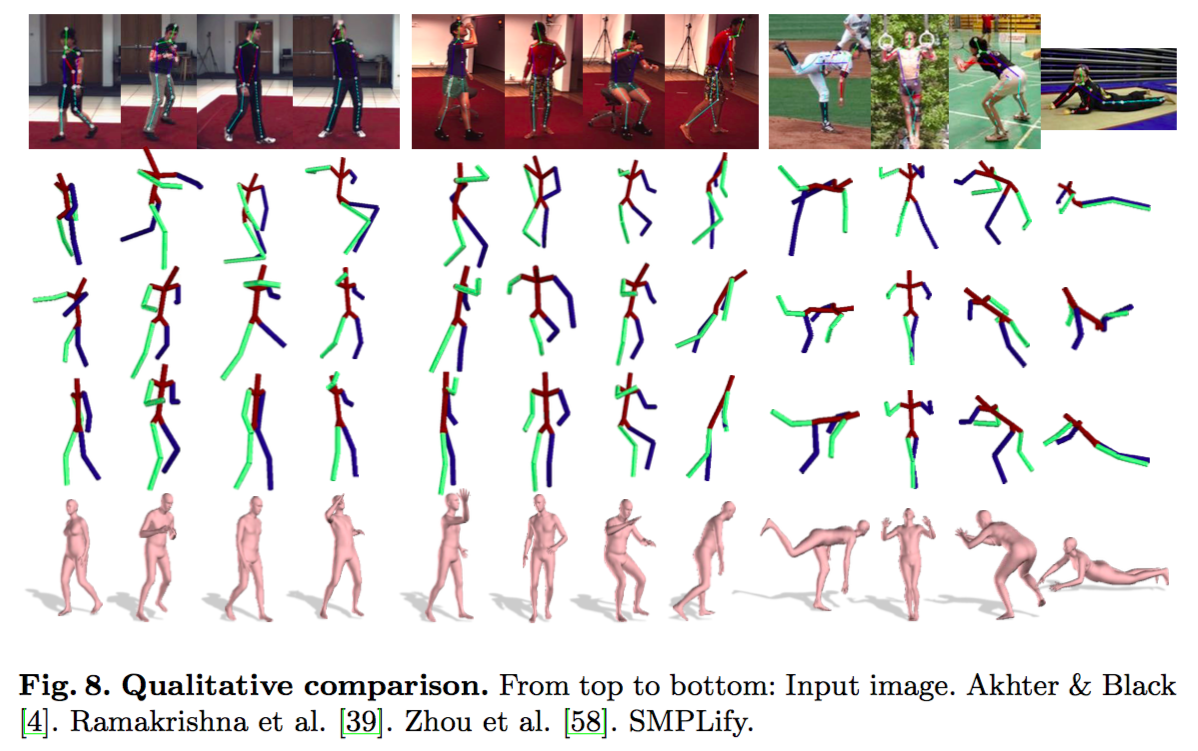 Fig. 8. Qualitative comparison. From top to bottom: Input image. Akhter & Black
[4]. Ramakrishna et al. [39]. Zhou et al. [58]. SMPLify.